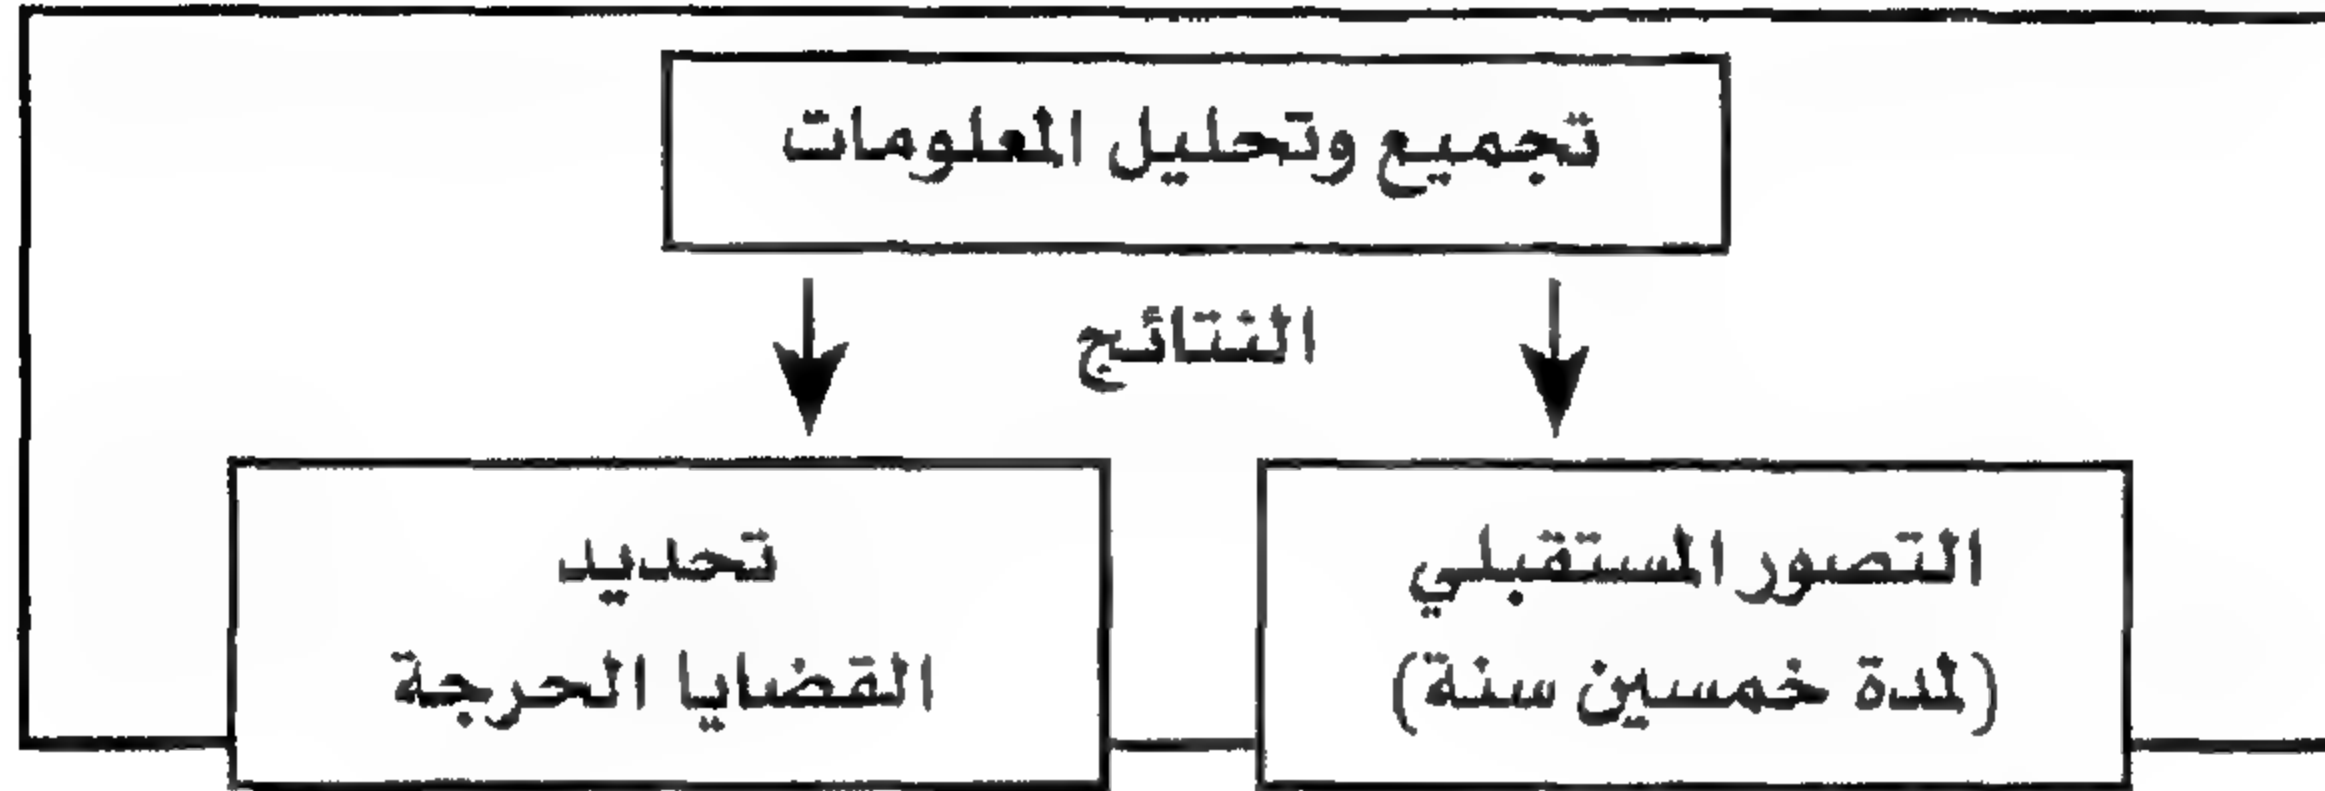 تجميع وتحليل المعلومات
النتائج
التصور المستقبلي
(لمدة خمسين سنة)
تحديد
القضايا الحرجة